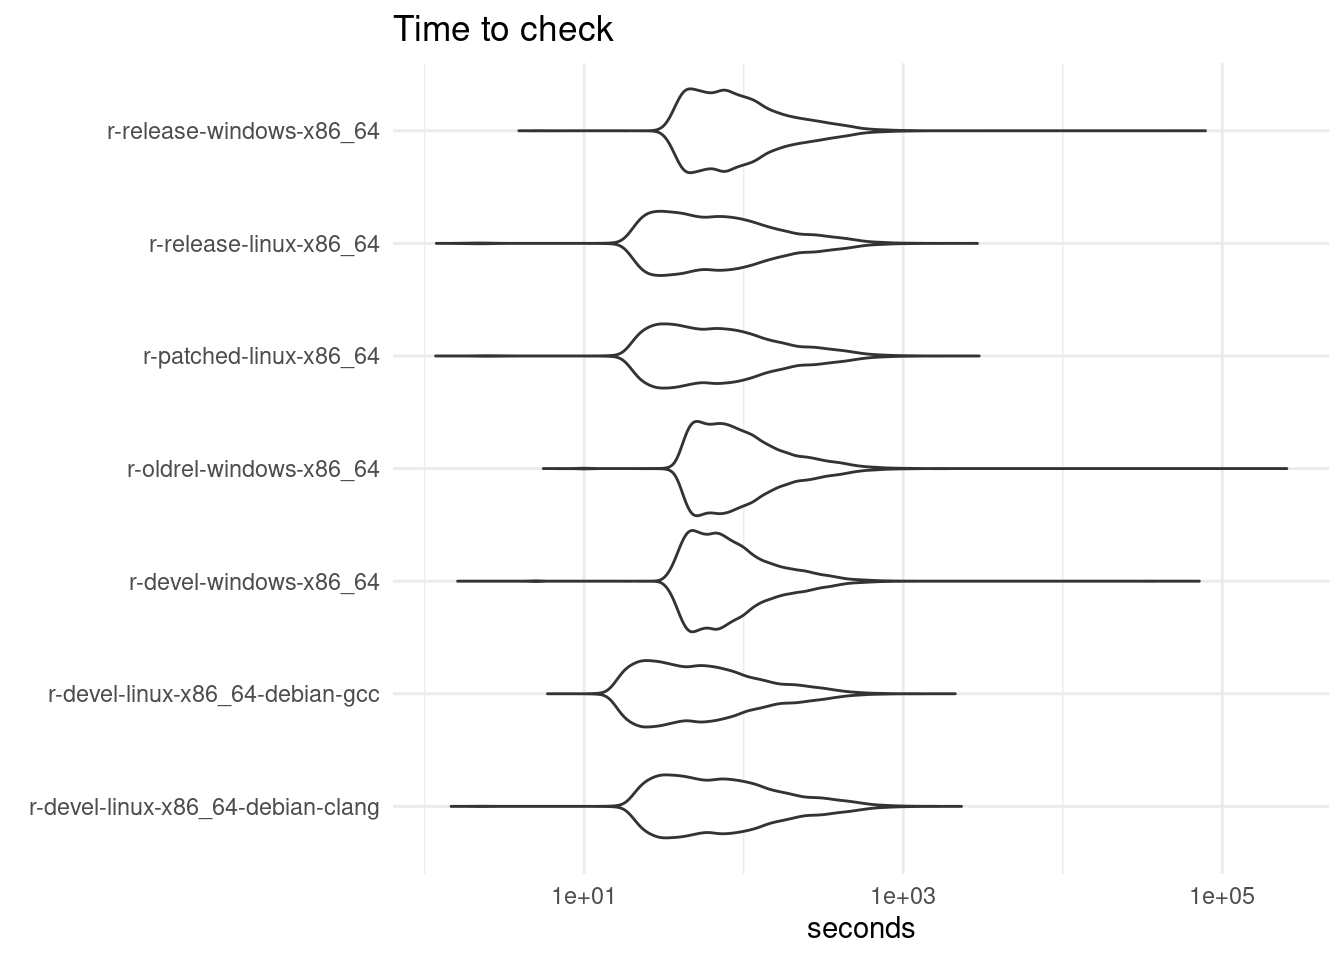 Time to check
r-release-windows-x86_64
r-release-linux-x86_64
r-patched-linux-x86_64
r-oldrel-windows-x86_64
r-devel-windows-x86_64
r-devel-linux-x86_64-debian-gcc
r-devel-linux-x86_64-debian-clang
1e+01 1e+03 1e+05
seconds